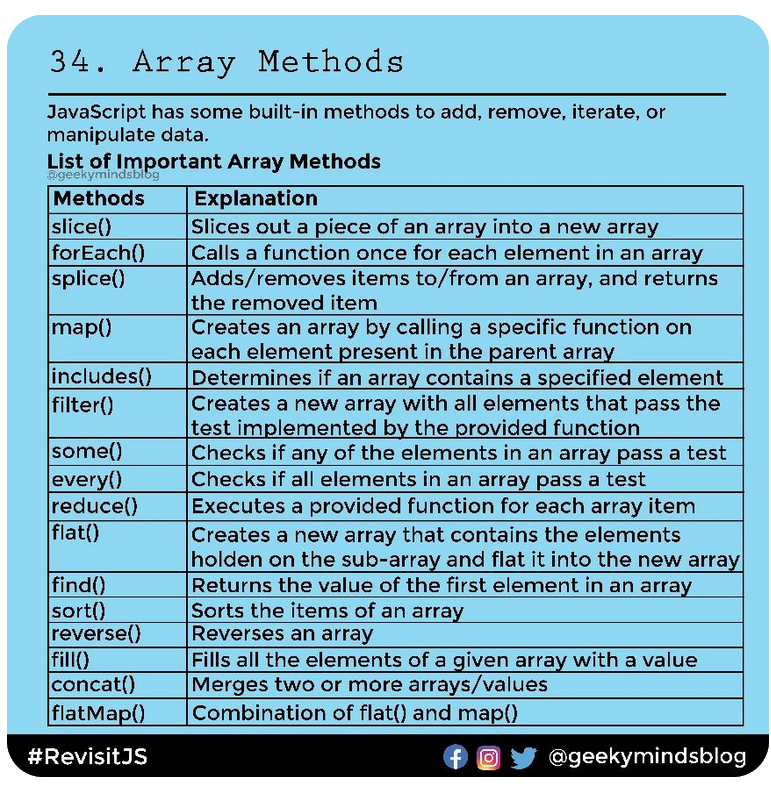 34. Array Methods
JavaScript has some built-in methods to add, remove, iterate, or
manipulate data.
List of Important Array Methods
@geekymindsblog
Methods Explanation
slice() Slices out a piece of an array into a new array
forEach() Calls a function once for each element in an array
splice() Adds/removes items to/from an array, and returns
the removed item
map() Creates an array by calling a specific function on
each element present in the parent array
includes() Determines if an array contains a specified element
filter() Creates a new array with all elements that pass the
test implemented by the provided function
some() Checks if any of the elements in an array pass a test
every() Checks if all elements in an array pass a test
reduce() Executes a provided function for each array item
flat() Creates a new array that contains the elements
holden on the sub-array and flat it into the new array
find() Returns the value of the first element in an array
sort() Sorts the items of an array
reverse() Reverses an array
fill() Fills all the elements of a given array with a value
concat() Merges two or more arrays/values
flatMap() Combination of flat() and map()
#RevisitJS @geekymindsblog